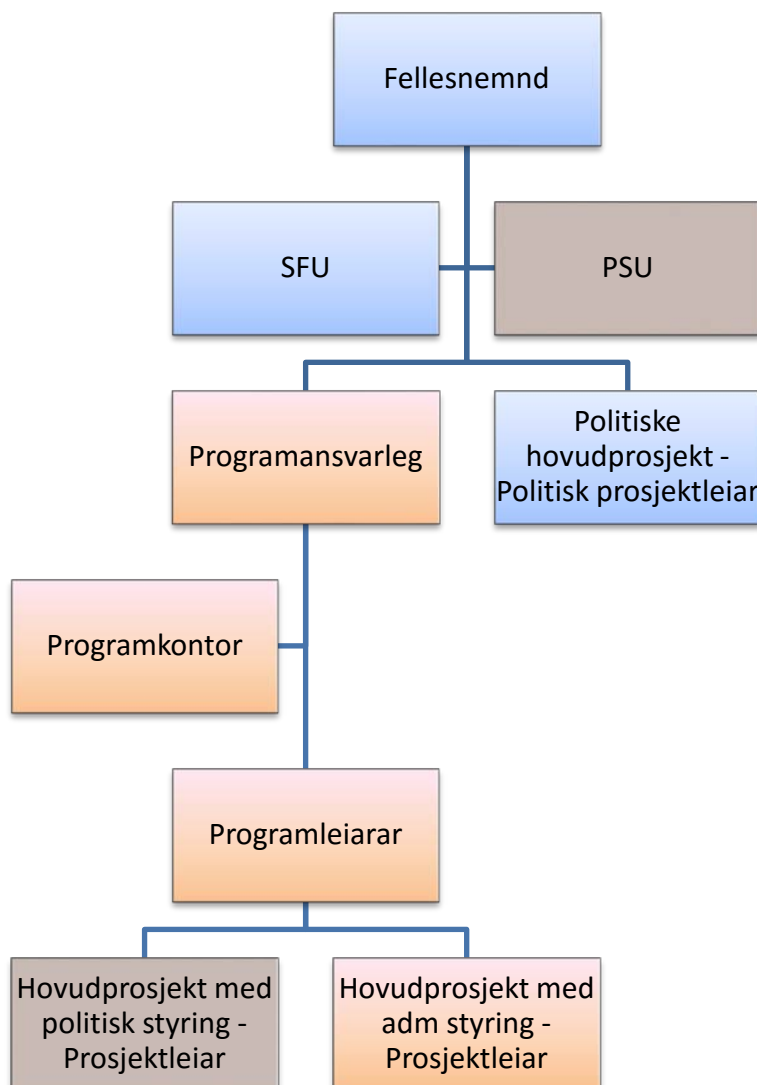 Fellesnemnd
SFU
PSU
Programansvarleg
Politiske
hovudprosjekt -
Politisk prosjektleiar
Programkontor
Programleiarar
Hovudprosjekt med
politisk styring -
Prosjektleiar
Hovudprosjekt med
adm styring -
Prosjektleiar